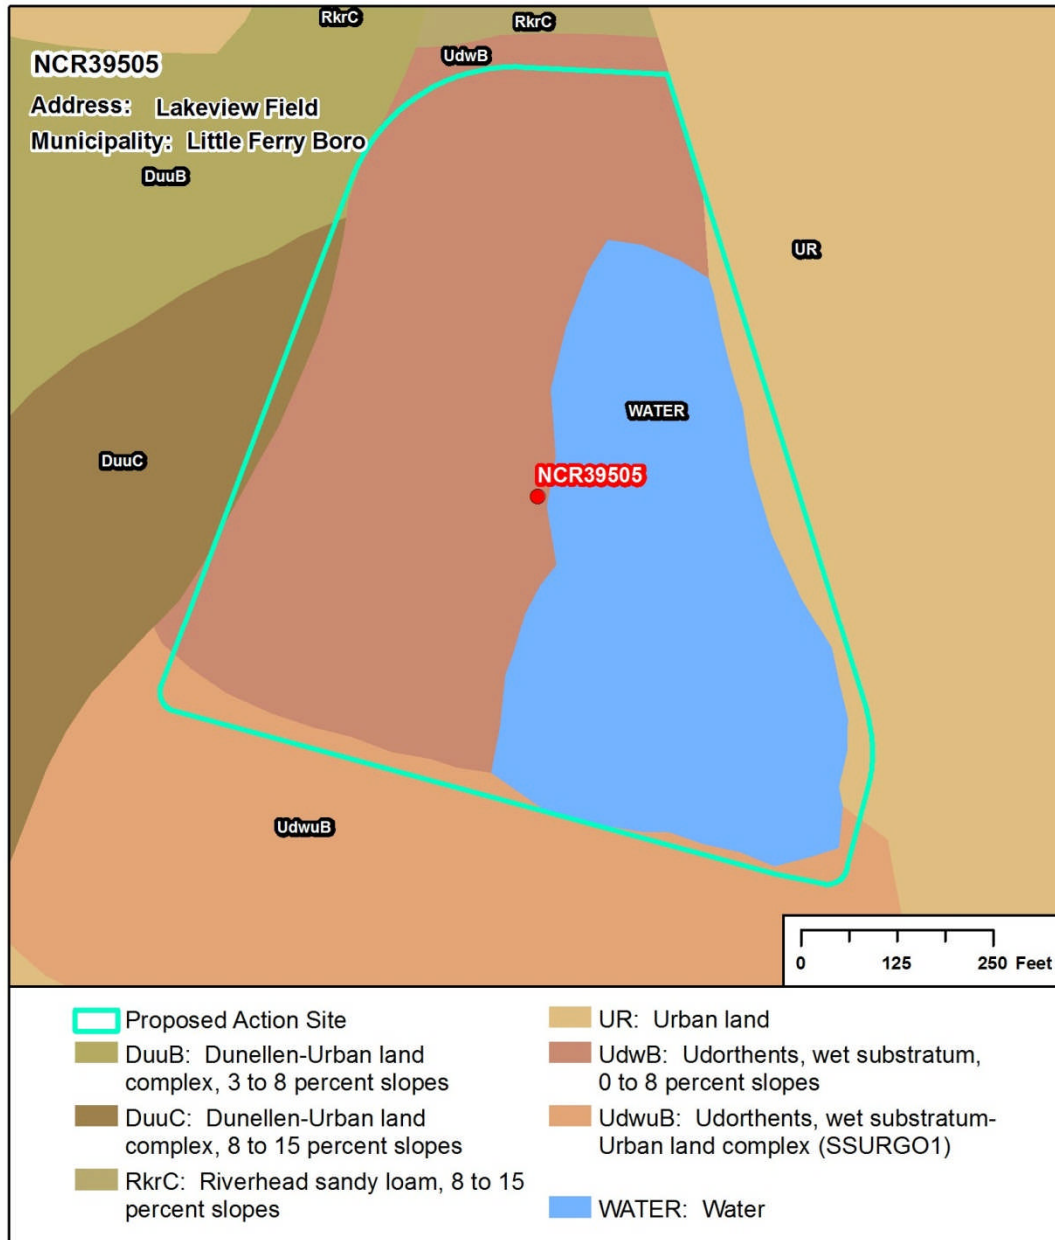 RkrC
RkrC
UdwB
NCR39505
Address: Lakeview Field
Municipality: Little Ferry Boro
DuuB
UR
WATER
DuuC
NCR39505
UdwuB
0 125 250 Feet
Proposed Action Site
DuuB: Dunellen-Urban land
complex, 3 to 8 percent slopes
DuuC: Dunellen-Urban land
complex, 8 to 15 percent slopes
RkrC: Riverhead sandy loam, 8 to 15
percent slopes
UR: Urban land
UdwB: Udorthents, wet substratum,
0 to 8 percent slopes
UdwuB: Udorthents, wet substratum-
Urban land complex (SSURGO1)
WATER: Water